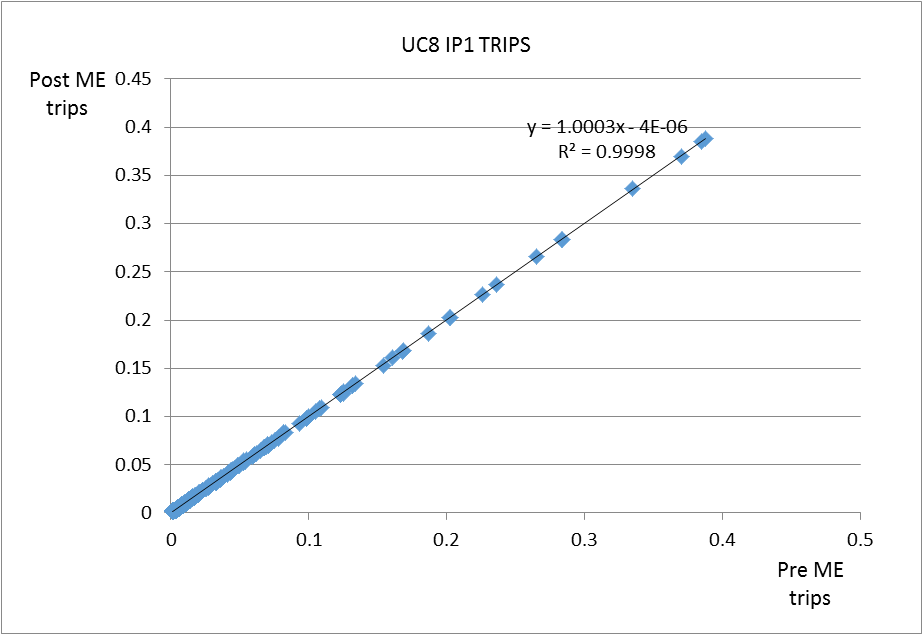 UC8 IP1 TRIPS
Post ME
trips
0.45
0.4
0.35
0.3
0.25
0.2
0.15
0.1
0.05
0
y = 1.0003x - 4E-06
R² = 0.9998
0 0.1 0.2 0.3 0.4 0.5
Pre ME
trips